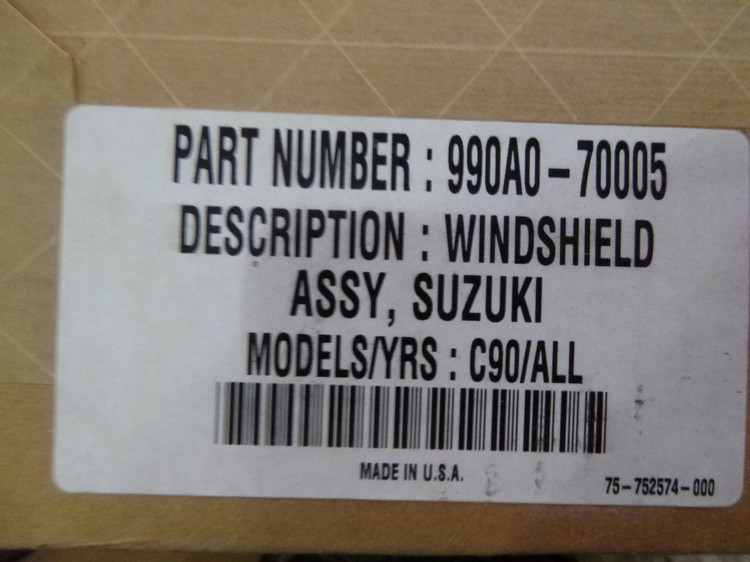 PART NUMBER : 990A0-70005
DESCRIPTION : WINDSHIELD
ASSY, SUZUKI
MODELS/YRS : C90/ALL
MADE IN U.S.A.
75-752574-000